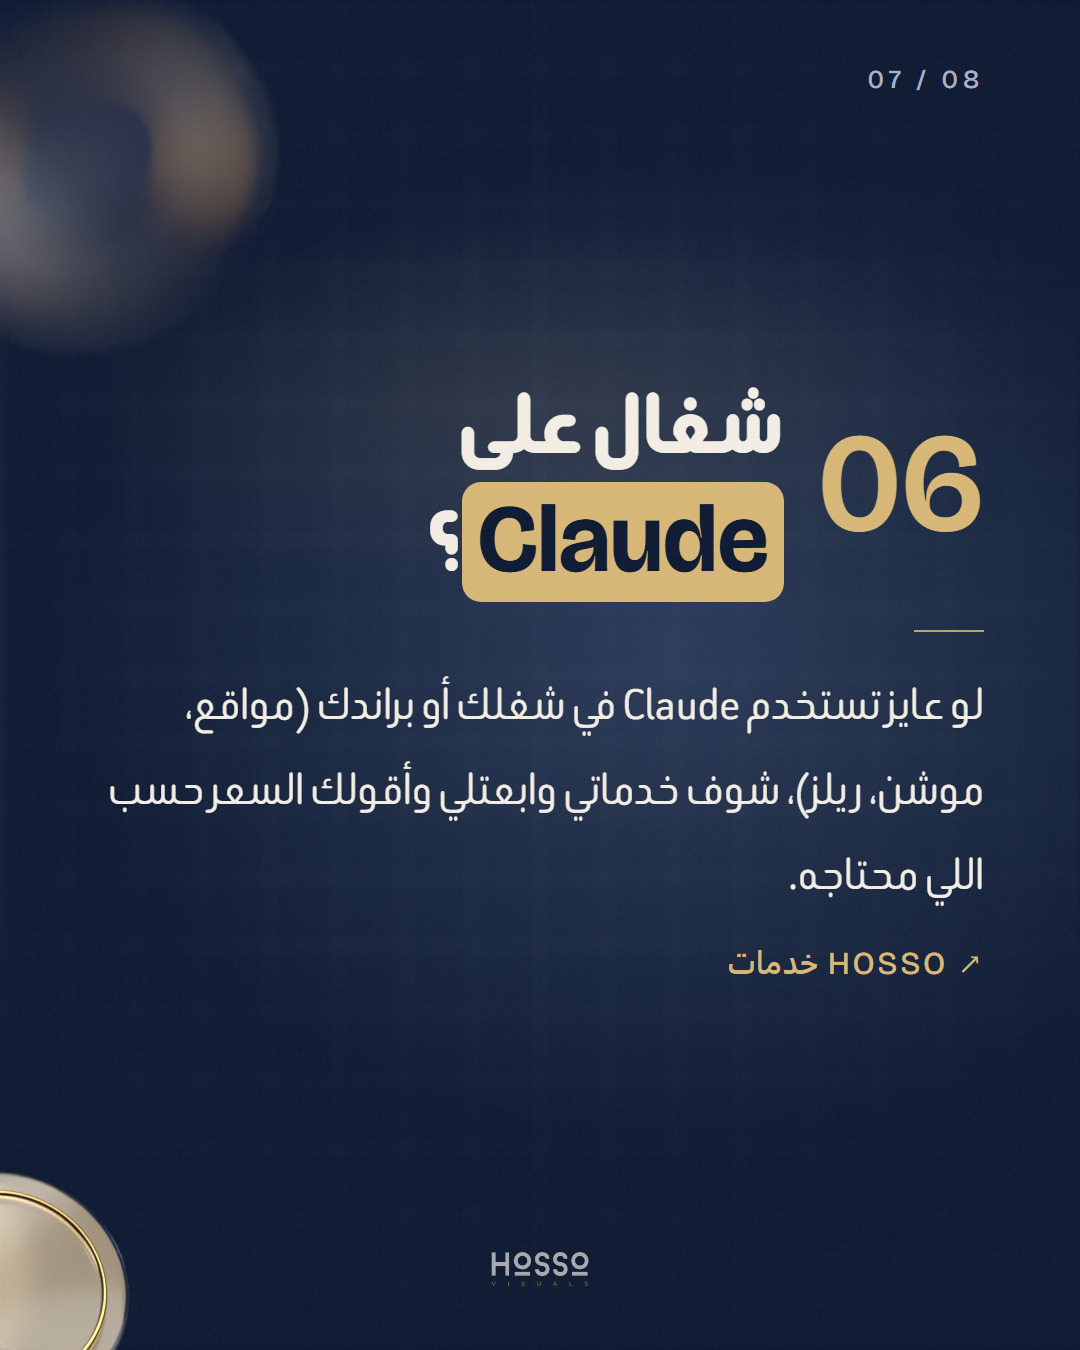 07 / 08
06
شغال على
Claude؟
لو عايز تستخدم Claude في شغلك أو براندك (مواقع،
موشن، ريلز)، شوف خدماتي وابعتلي وأقولك السعر حسب
اللي محتاجه.
↗ HOSSO خدمات
HOSSO
VISUALS